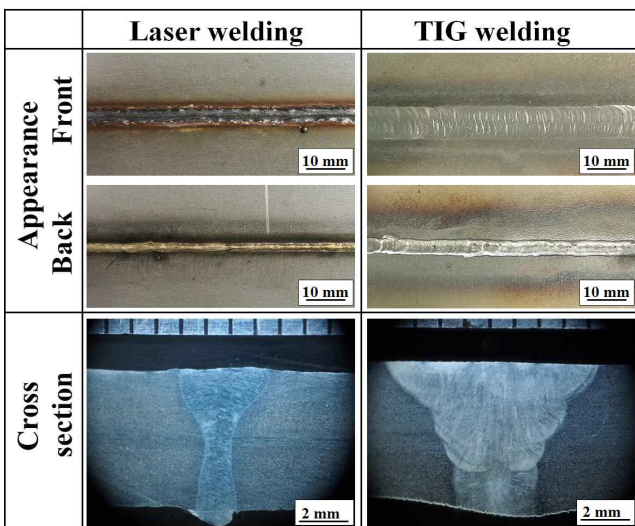 Laser welding
TIG welding
Appearance
Front
10 mm
10 mm
Back
10 mm
10 mm
Cross
section
2 mm
2 mm